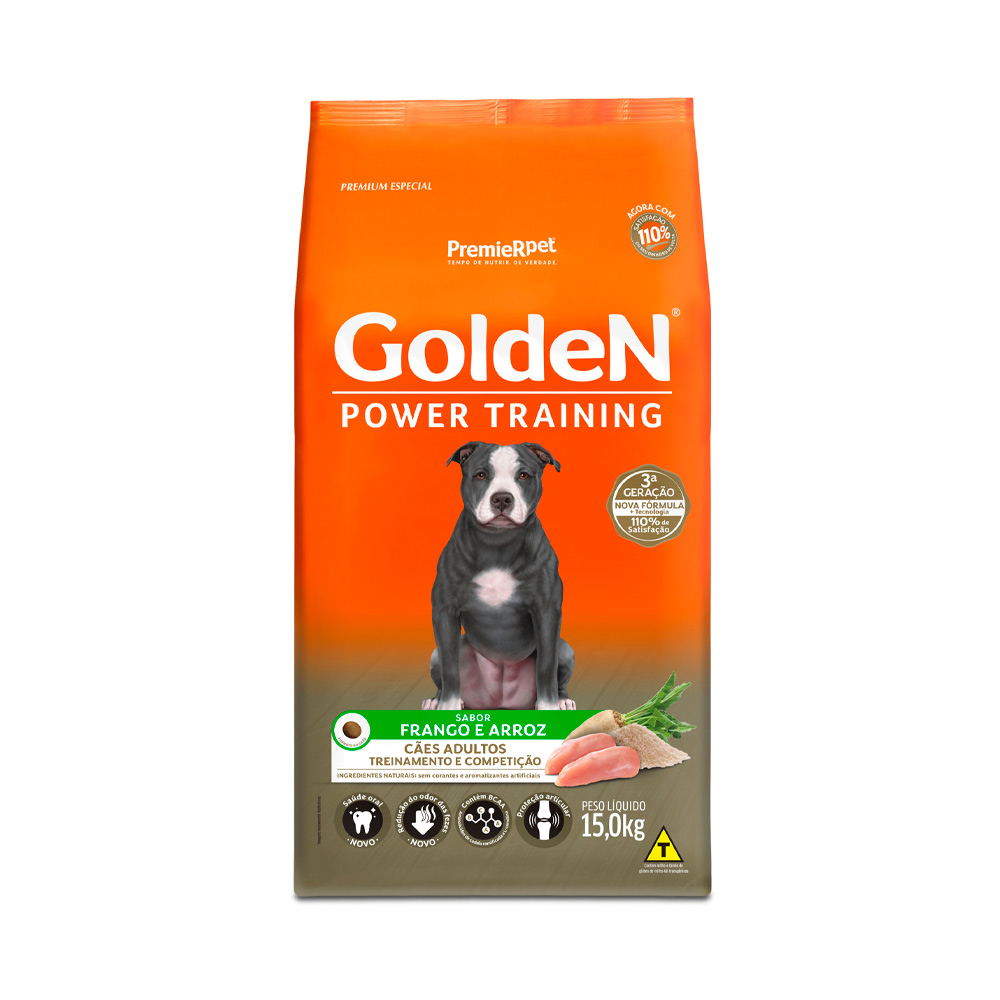 PREMIUM ESPECIAL
AGORA COM
SATISFAÇÃO
110%
PremieRpet®
TEMPO DE NUTRIR. DE VERDADE.
GoldeN®
POWER TRAINING
3ª
GERAÇÃO
NOVA FÓRMULA
+ Tecnologia
110% de
Satisfação
SABOR
FRANGO E ARROZ
CÃES ADULTOS
TREINAMENTO E COMPETIÇÃO
INGREDIENTES NATURAIS: sem corantes e aromatizantes artificiais
Saúde oral
•NOVO•
Redução do odor das fezes
•NOVO•
Contém BCAA
Proteção articular
PESO LÍQUIDO
15,0kg
T